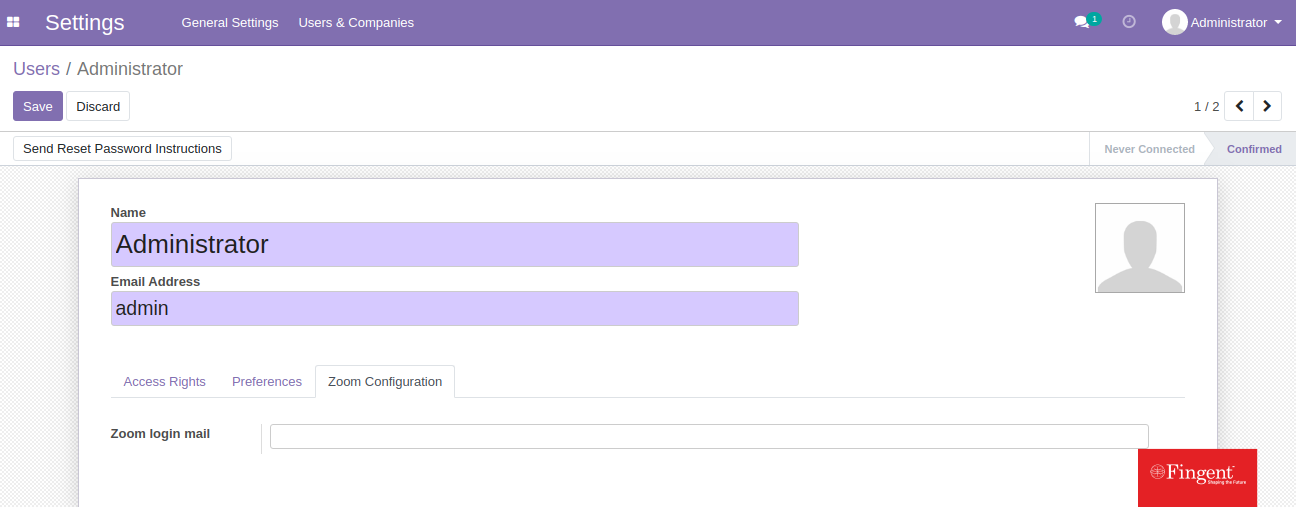 Settings General Settings Users & Companies 1 Administrator
Users / Administrator
Save Discard 1 / 2
Send Reset Password Instructions Never Connected Confirmed
Name
Administrator
Email Address
admin
Access Rights Preferences Zoom Configuration
Zoom login mail
Fingent
Shaping the Future